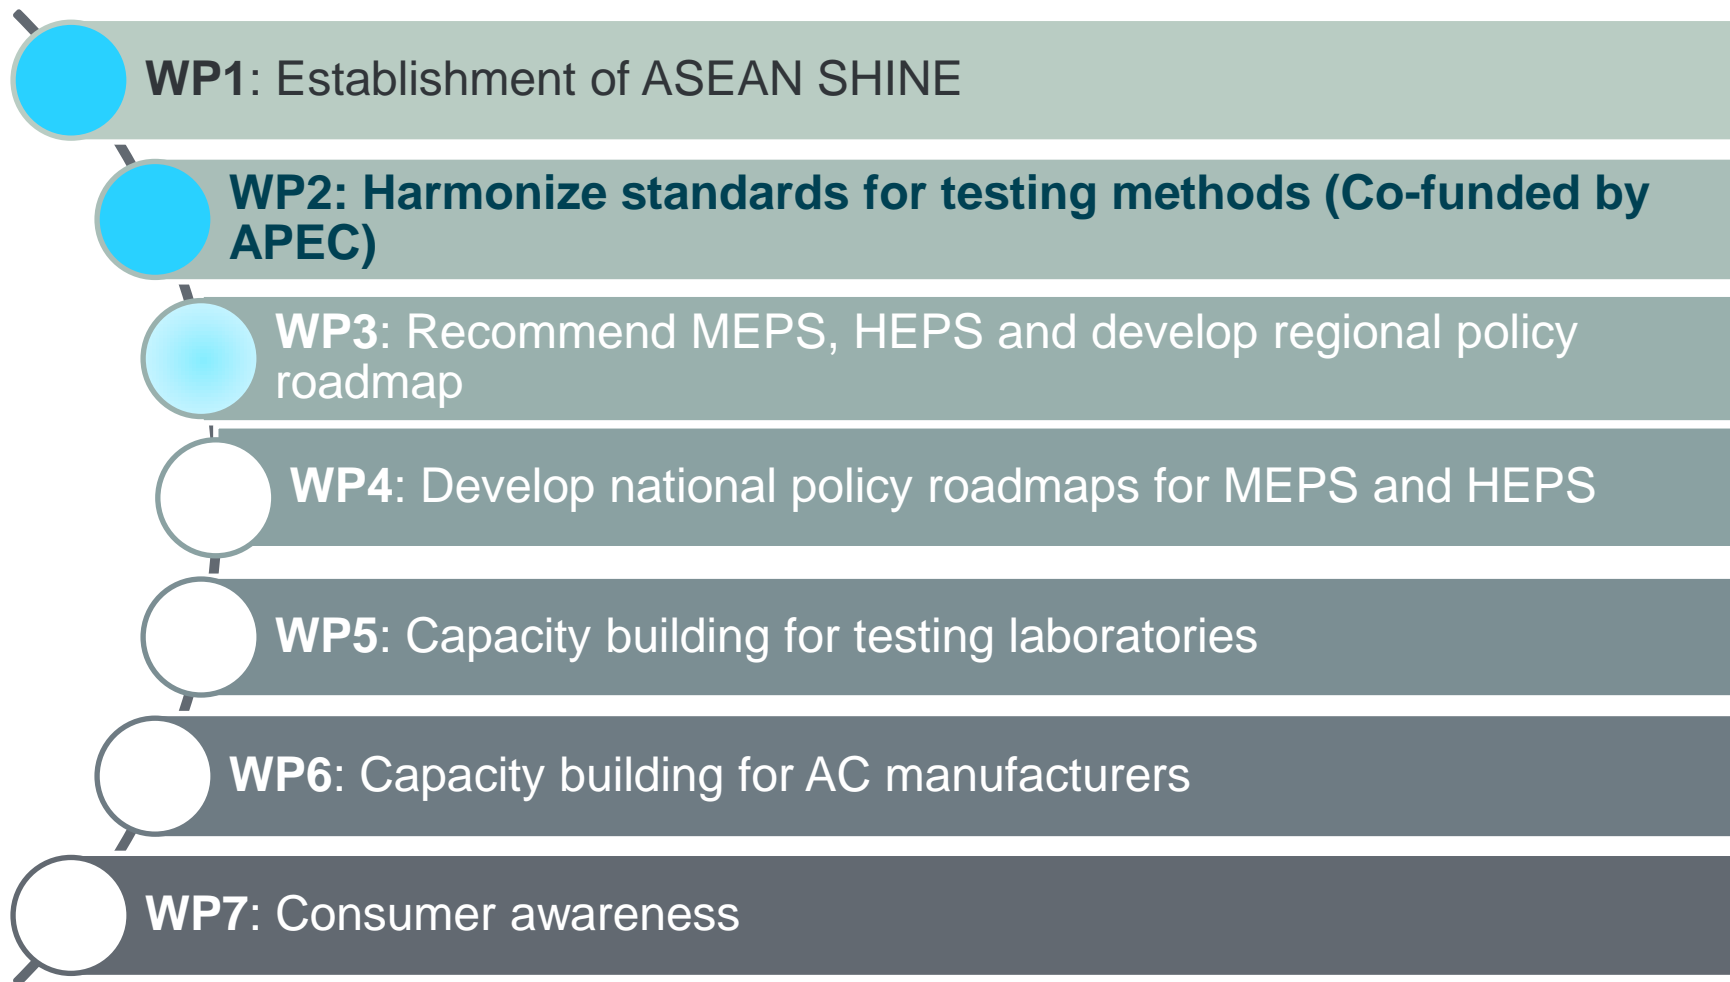 WP1: Establishment of ASEAN SHINE
WP2: Harmonize standards for testing methods (Co-funded by
APEC)
WP3: Recommend MEPS, HEPS and develop regional policy
roadmap
WP4: Develop national policy roadmaps for MEPS and HEPS
WP5: Capacity building for testing laboratories
WP6: Capacity building for AC manufacturers
WP7: Consumer awareness